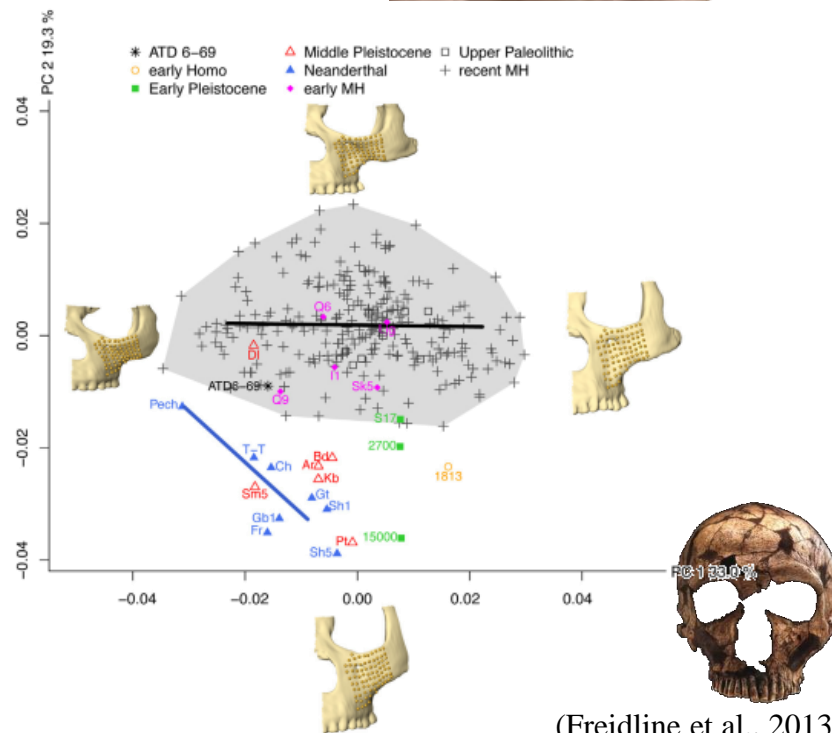 PC 2 19.3 %
✳ ATD 6−69 △ Middle Pleistocene □ Upper Paleolithic
○ early Homo ▲ Neanderthal + recent MH
■ Early Pleistocene ◆ early MH
0.04
0.02
0.00
−0.02
−0.04
O6
Dl
I1
ATD6−69
Q9
Sk5
Pech
S17
T−T
Ch
Bd
Ar
Kb
2700
1813
Sm5
Gt
Sh1
Gb1
Fr
Pt
Sh5
15000
PC 1 33.0 %
−0.04 −0.02 0.00 0.02 0.04
(Freidline et al., 2013